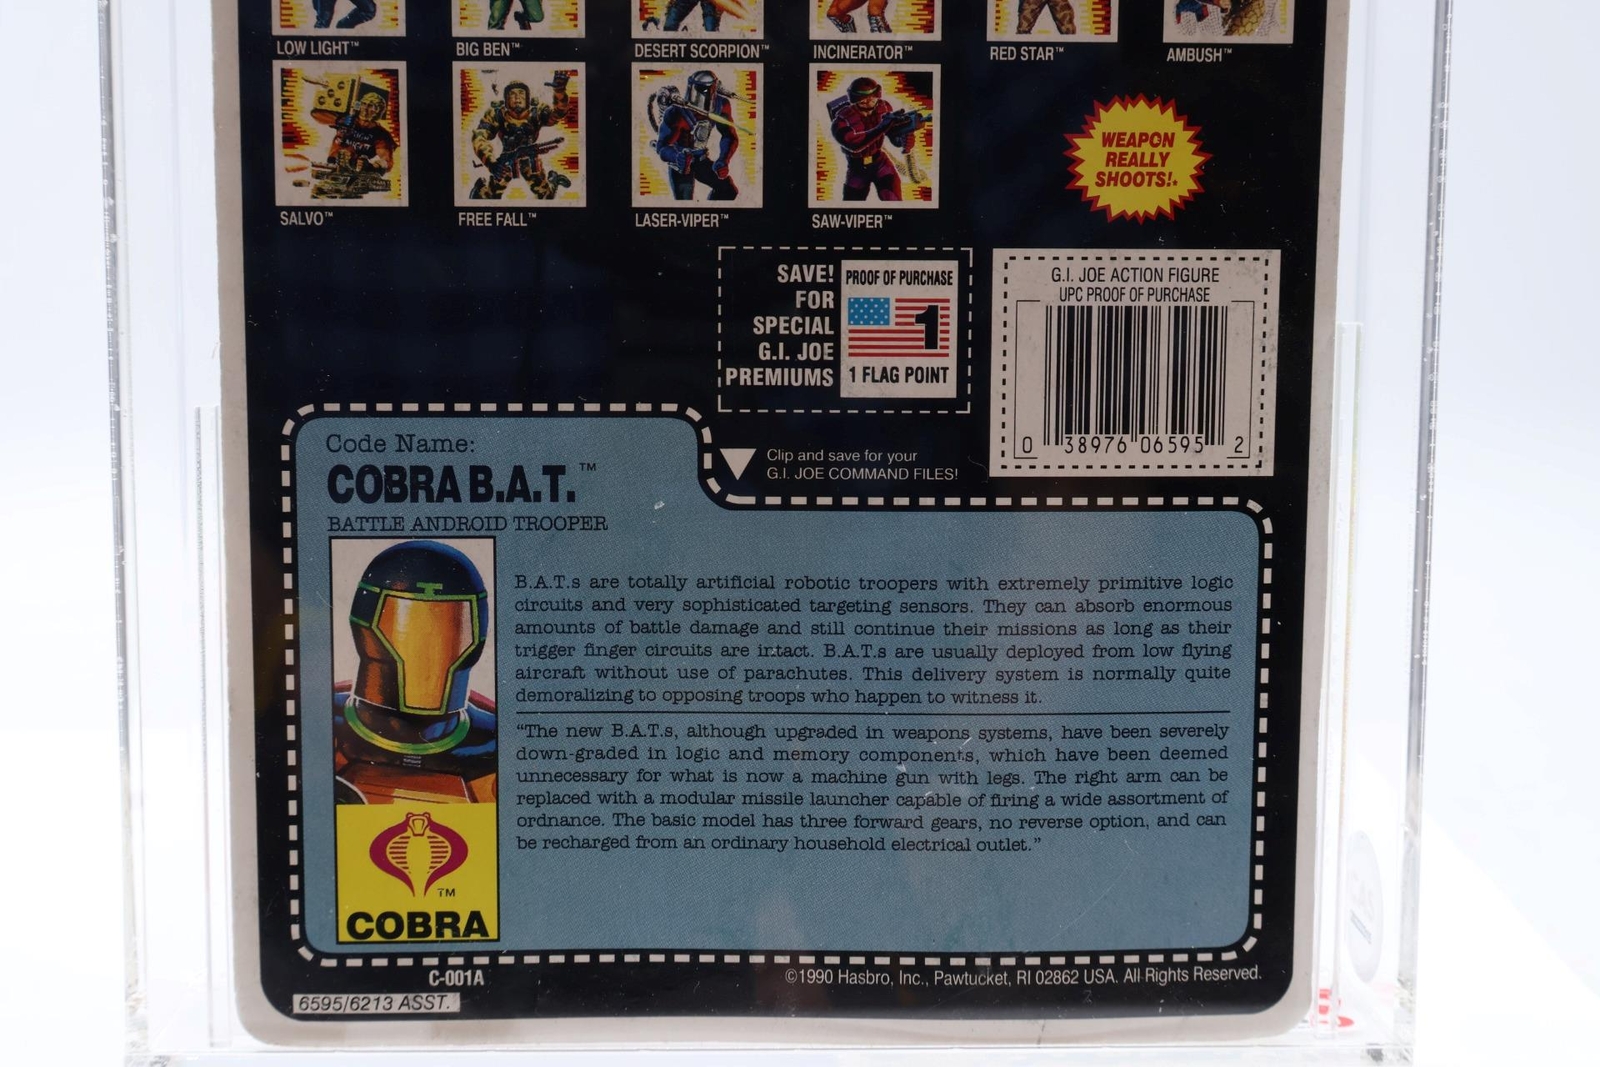 LOW LIGHT™
BIG BEN™
DESERT SCORPION™
INCINERATOR™
RED STAR™
AMBUSH™
SALVO™
FREE FALL™
LASER-VIPER™
SAW-VIPER™
WEAPON
REALLY
SHOOTS!
SAVE!
FOR
SPECIAL
G.I. JOE
PREMIUMS
PROOF OF PURCHASE
1
1 FLAG POINT
G.I. JOE ACTION FIGURE
UPC PROOF OF PURCHASE
0 38976 06595 2
Clip and save for your
G.I. JOE COMMAND FILES!
Code Name:
COBRA B.A.T.™
BATTLE ANDROID TROOPER
B.A.T.s are totally artificial robotic troopers with extremely primitive logic
circuits and very sophisticated targeting sensors. They can absorb enormous
amounts of battle damage and still continue their missions as long as their
trigger finger circuits are intact. B.A.T.s are usually deployed from low flying
aircraft without use of parachutes. This delivery system is normally quite
demoralizing to opposing troops who happen to witness it.
“The new B.A.T.s, although upgraded in weapons systems, have been severely
down-graded in logic and memory components, which have been deemed
unnecessary for what is now a machine gun with legs. The right arm can be
replaced with a modular missile launcher capable of firing a wide assortment of
ordnance. The basic model has three forward gears, no reverse option, and can
be recharged from an ordinary household electrical outlet.”
TM
COBRA
C-001A
©1990 Hasbro, Inc., Pawtucket, RI 02862 USA. All Rights Reserved.
6595/6213 ASST.